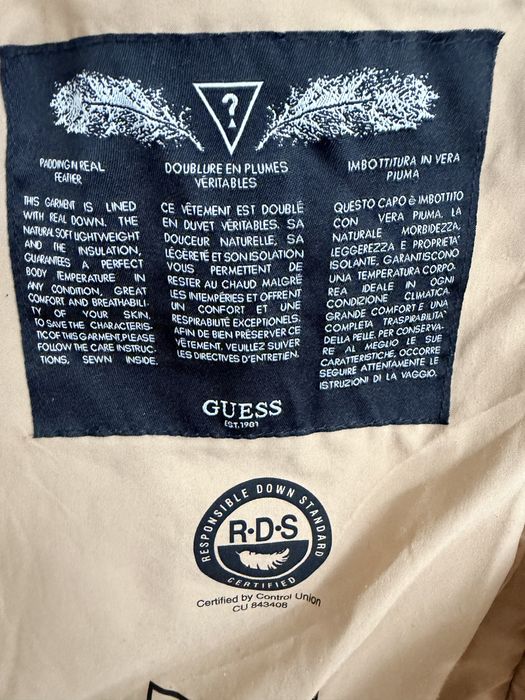 ?
PADDING IN REAL
FEATIER
THIS GARMENT IS LINED
WITH REAL DOWN. THE
NATURAL SOFT LIGHTWEIGHT
AND THE INSULATION,
GUARANTEES A PERFECT
BODY TEMPERATURE IN
ANY CONDITION, GREAT
COMFORT AND BREATHABILI-
TY OF YOUR SKIN.
TO SAVE THE CHARACTERIS-
TIC OF THIS GARMENT, PLEASE
FOLLOW THE CARE INSTRUC-
TIONS, SEWN INSIDE.
DOUBLURE EN PLUMES
VÉRITABLES
CE VÊTEMENT EST DOUBLÉ
EN DUVET VÉRITABLES. SA
DOUCEUR NATURELLE, SA
LÉGÈRETÉ ET SON ISOLATION
VOUS PERMETTENT DE
RESTER AU CHAUD MALGRÉ
LES INTEMPÉRIES ET OFFRENT
UN CONFORT ET UNE
RESPIRABILITÉ EXCEPTIONELS.
AFIN DE BIEN PRÉSERVER CE
VÊTEMENT, VEUILLEZ SUIVER
LES DIRECTIVES D'ENTRETIEN.
IMBOTTITURA IN VERA
PIUMA
QUESTO CAPO è IMBOTTITO
CON VERA PIUMA. LA
NATURALE MORBIDEZZA,
LEGGEREZZA E PROPRIETA'
ISOLANTE, GARANTISCONO
UNA TEMPERATURA CORPO-
REA IDEALE IN OGNI
CONDIZIONE CLIMATICA,
GRANDE COMFORT E UNA
COMPLETA TRASPIRABILITA'
DELLA PELLE. PER CONSERVA-
RE AL MEGLIO LE SUE
CARATTERISTICHE, OCCORRE
SEGUIRE ATTENTAMENTE LE
ISTRUZIONI DI LA VAGGIO.
GUESS
EST. 1981
RESPONSIBLE DOWN STANDARD
R·D·S
CERTIFIED
Certified by Control Union
CU 843408